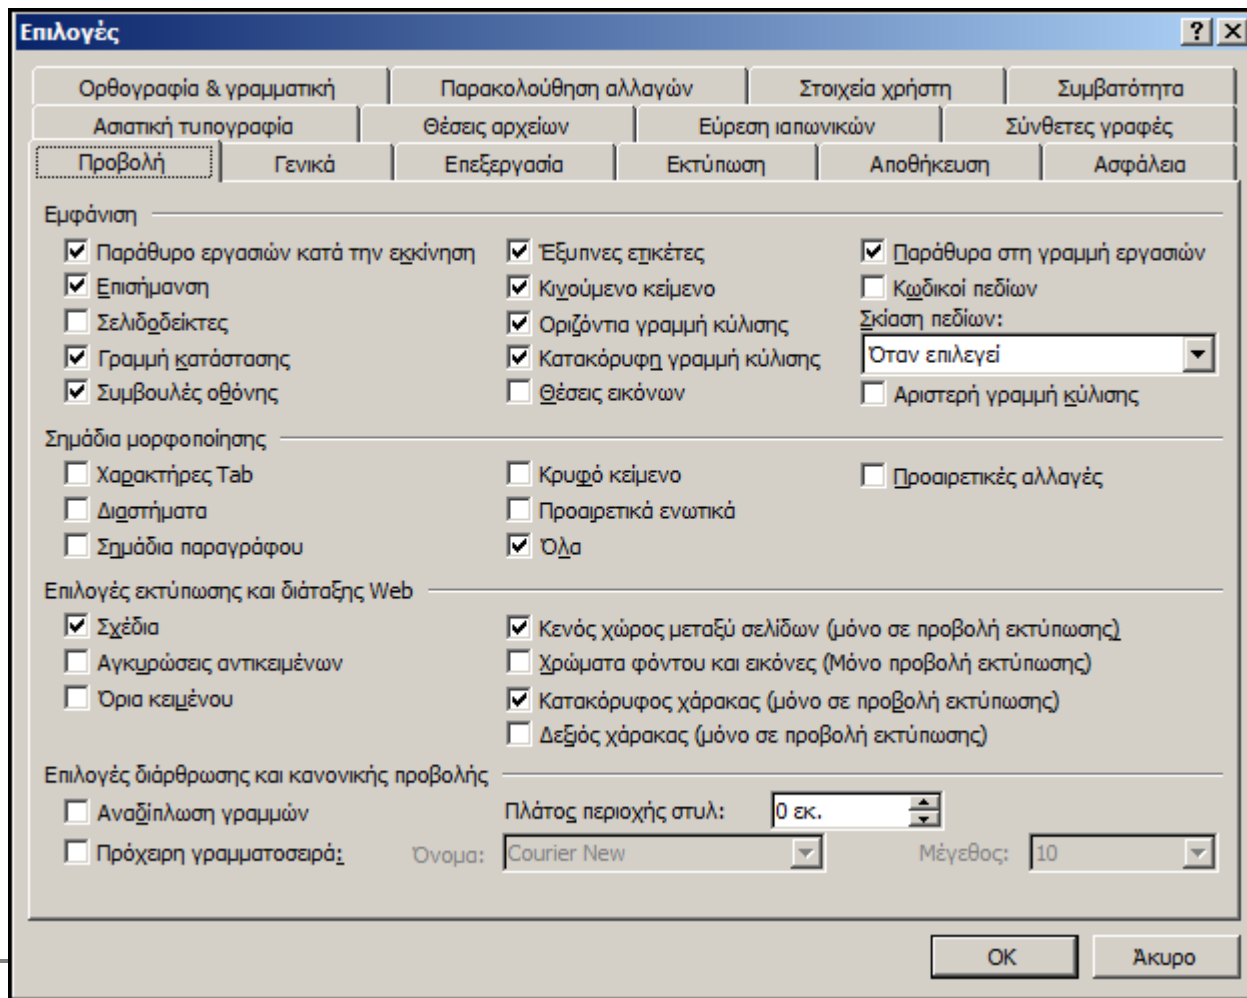 Επιλογές
Ορθογραφία & γραμματική Παρακολούθηση αλλαγών Στοιχεία χρήστη Συμβατότητα
Ασιατική τυπογραφία Θέσεις αρχείων Εύρεση ιαπωνικών Σύνθετες γραφές
Προβολή Γενικά Επεξεργασία Εκτύπωση Αποθήκευση Ασφάλεια
Εμφάνιση
Παράθυρο εργασιών κατά την εκκίνηση Έξυπνες ετικέτες Παράθυρα στη γραμμή εργασιών
Επισήμανση Κινούμενο κείμενο Κωδικοί πεδίων
Σελιδοδείκτες Οριζόντια γραμμή κύλισης Σκίαση πεδίων:
Γραμμή κατάστασης Κατακόρυφη γραμμή κύλισης Όταν επιλεγεί
Συμβουλές οθόνης Θέσεις εικόνων Αριστερή γραμμή κύλισης
Σημάδια μορφοποίησης
Χαρακτήρες Tab Κρυφό κείμενο Προαιρετικές αλλαγές
Διαστήματα Προαιρετικά ενωτικά
Σημάδια παραγράφου Όλα
Επιλογές εκτύπωσης και διάταξης Web
Σχέδια Κενός χώρος μεταξύ σελίδων (μόνο σε προβολή εκτύπωσης)
Αγκυρώσεις αντικειμένων Χρώματα φόντου και εικόνες (Μόνο προβολή εκτύπωσης)
Όρια κειμένου Κατακόρυφος χάρακας (μόνο σε προβολή εκτύπωσης)
Δεξιός χάρακας (μόνο σε προβολή εκτύπωσης)
Επιλογές διάρθρωσης και κανονικής προβολής
Αναδίπλωση γραμμών Πλάτος περιοχής στυλ: 0 εκ.
Πρόχειρη γραμματοσειρά: Όνομα: Courier New Μέγεθος: 10
OK Άκυρο